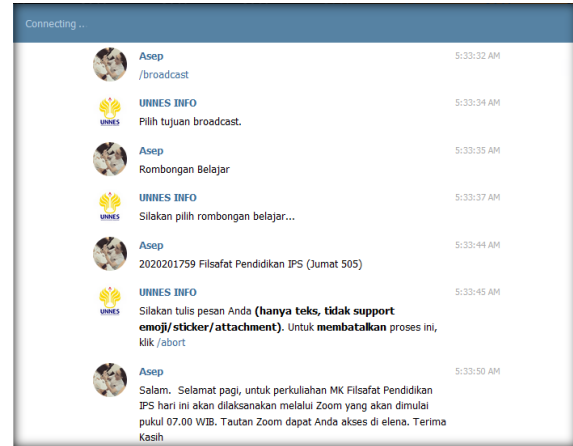 Connecting ..
Asep 5:33:32 AM
/broadcast
UNNES INFO 5:33:34 AM
Pilih tujuan broadcast.
UNNES
Asep 5:33:35 AM
Rombongan Belajar
UNNES INFO 5:33:37 AM
Silakan pilih rombongan belajar...
UNNES
Asep 5:33:44 AM
2020201759 Filsafat Pendidikan IPS (Jumat 505)
UNNES INFO 5:33:45 AM
Silakan tulis pesan Anda (hanya teks, tidak support
UNNES
emoji/sticker/attachment). Untuk membatalkan proses ini,
klik /abort
Asep 5:33:50 AM
Salam.  Selamat pagi, untuk perkuliahan MK Filsafat Pendidikan
IPS hari ini akan dilaksanakan melalui Zoom yang akan dimulai
pukul 07.00 WIB. Tautan Zoom dapat Anda akses di elena. Terima
Kasih